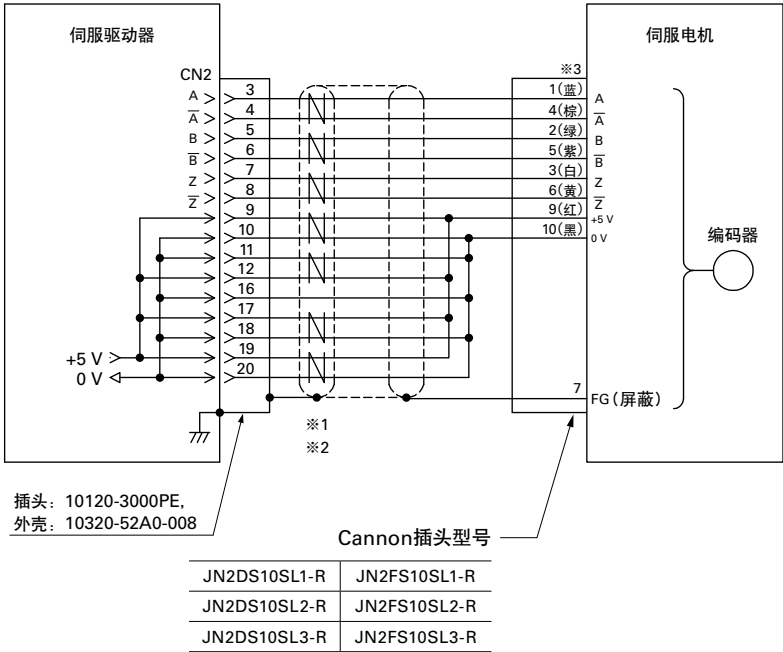 伺服驱动器
伺服电机
CN2
※3
A 3 1(蓝) A
A̅ 4 4(棕) A̅
B 5 2(绿) B
B̅ 6 5(紫) B̅
Z 7 3(白) Z
Z̅ 8 6(黄) Z̅
9 9(红) +5 V
10 10(黑) 0 V
编码器
11
12
16
17
18
+5 V 19
0 V 20
7 FG(屏蔽)
※1
※2
插头：10120-3000PE,
外壳：10320-52A0-008
Cannon插头型号
JN2DS10SL1-R JN2FS10SL1-R
JN2DS10SL2-R JN2FS10SL2-R
JN2DS10SL3-R JN2FS10SL3-R